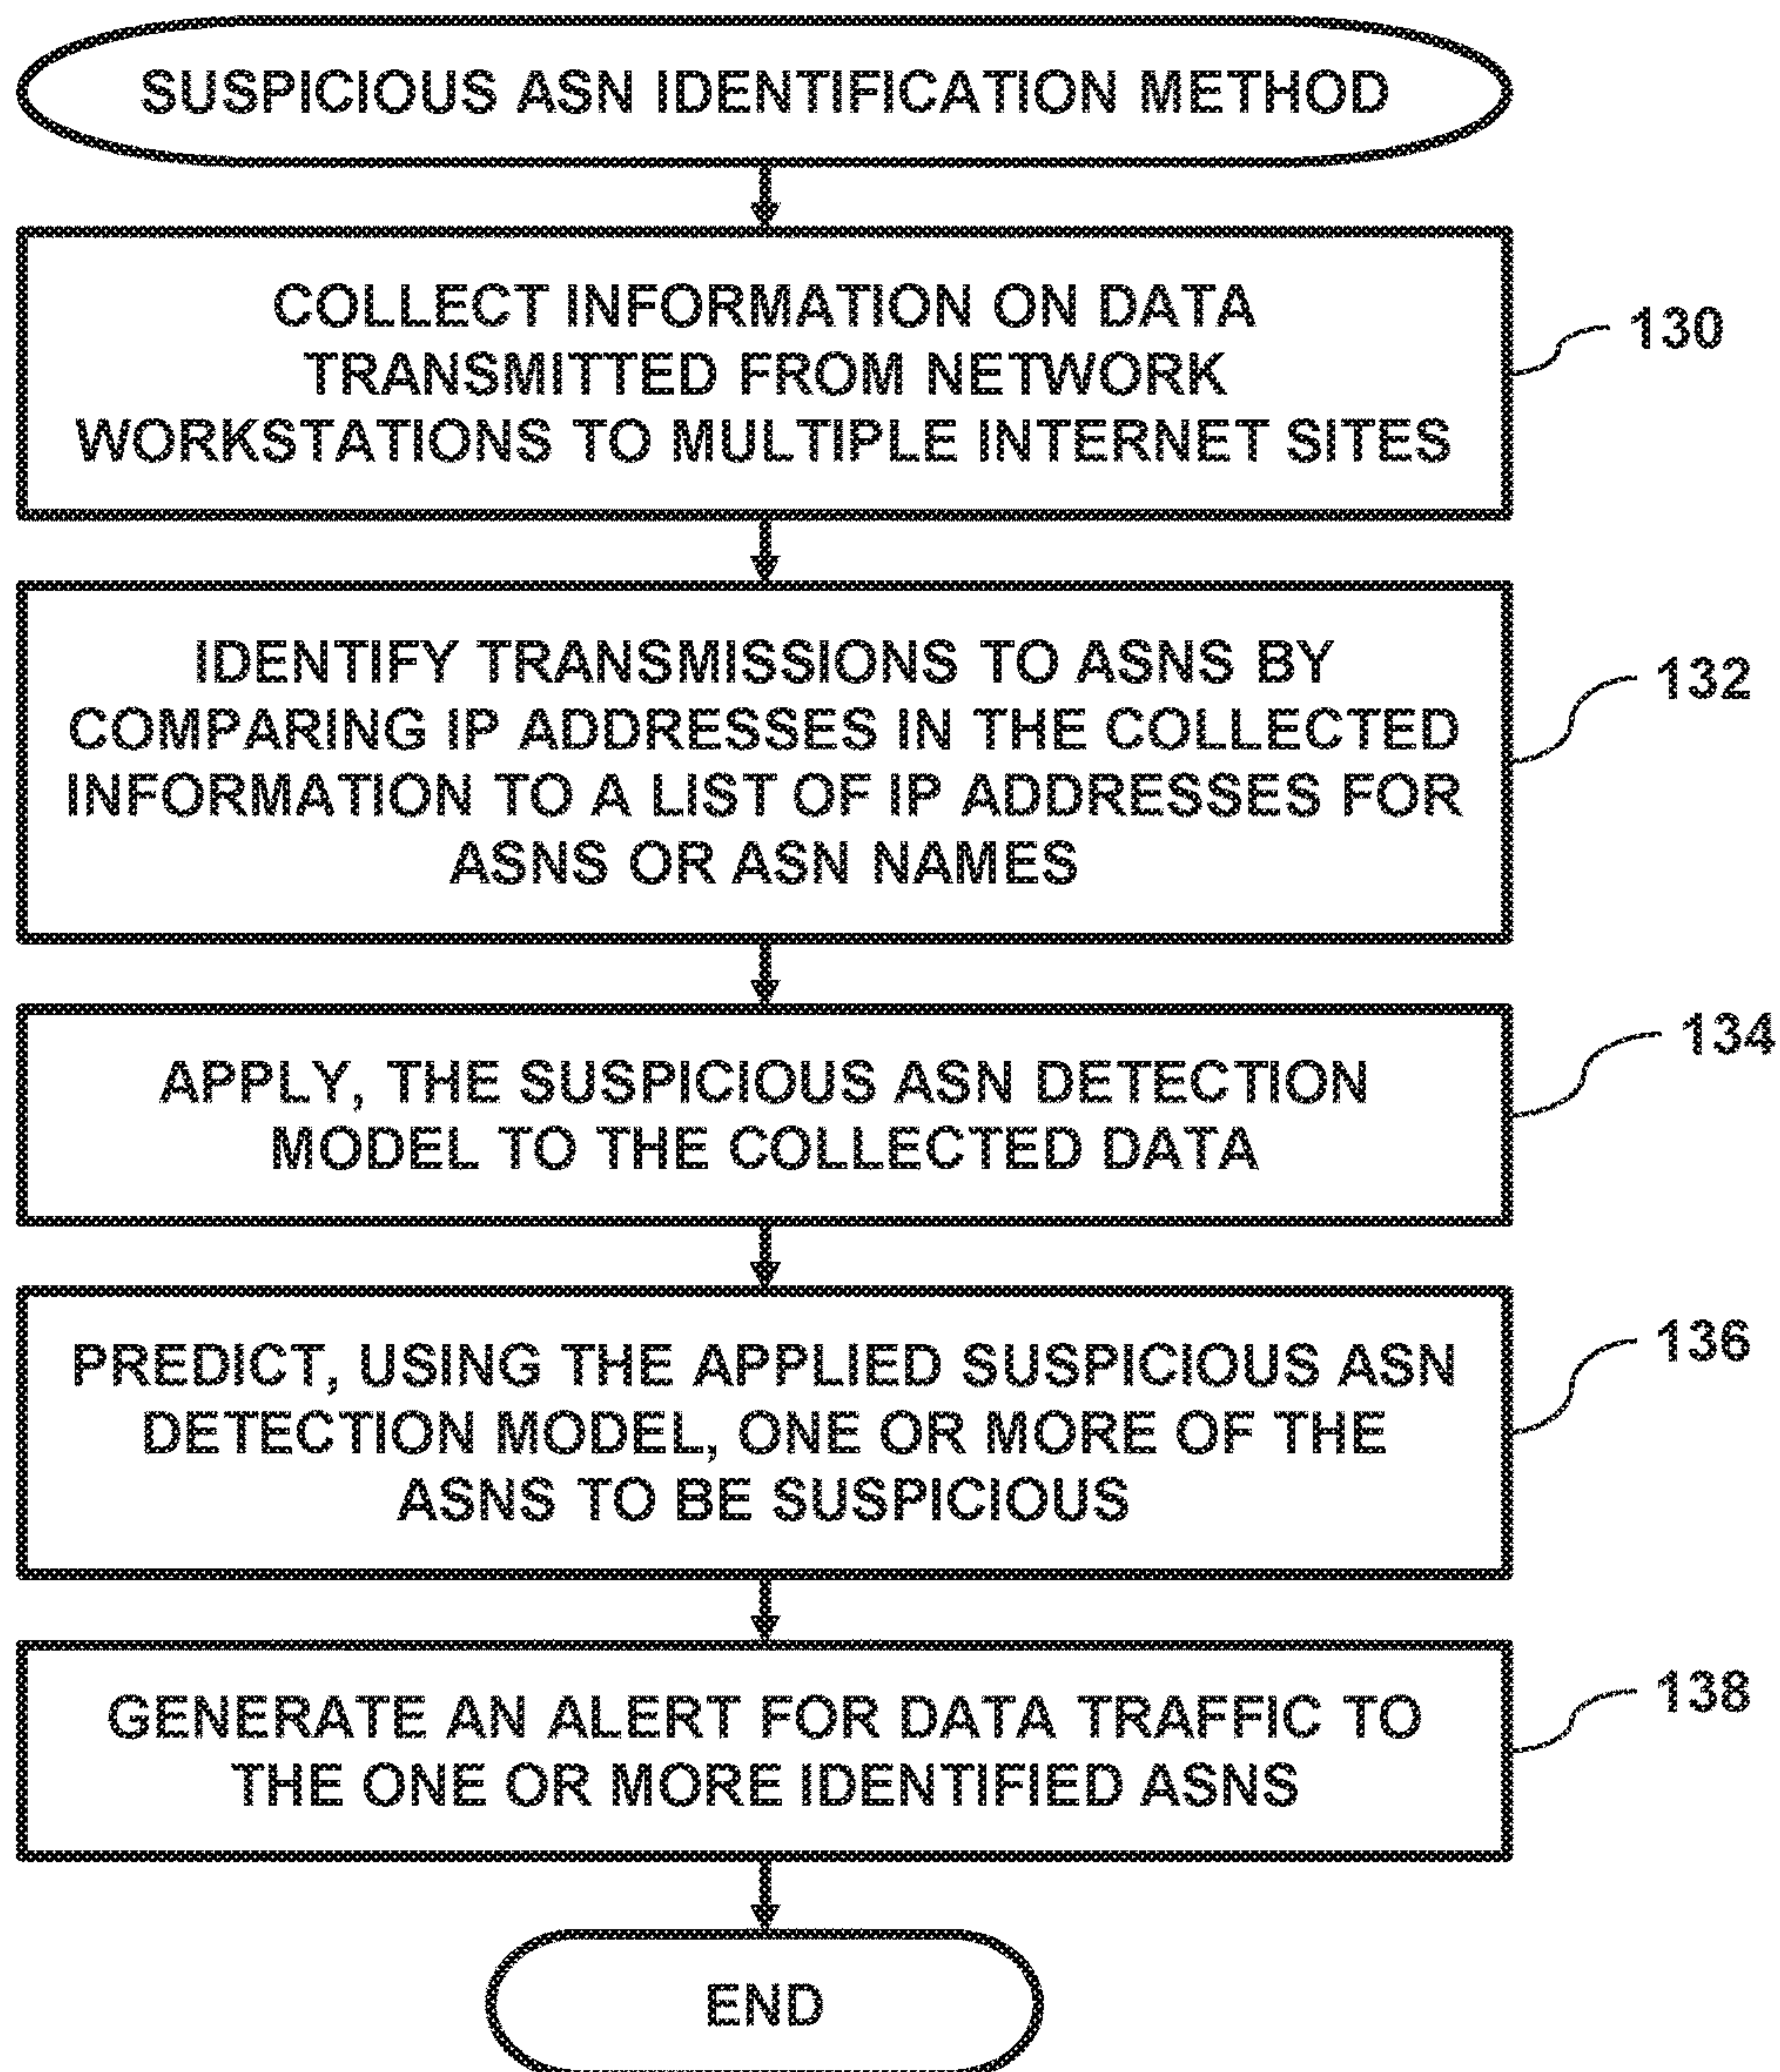 SUSPICIOUS ASN IDENTIFICATION METHOD
COLLECT INFORMATION ON DATA
TRANSMITTED FROM NETWORK
WORKSTATIONS TO MULTIPLE INTERNET SITES
130
IDENTIFY TRANSMISSIONS TO ASNS BY
COMPARING IP ADDRESSES IN THE COLLECTED
INFORMATION TO A LIST OF IP ADDRESSES FOR
ASNS OR ASN NAMES
132
APPLY, THE SUSPICIOUS ASN DETECTION
MODEL TO THE COLLECTED DATA
134
PREDICT, USING THE APPLIED SUSPICIOUS ASN
DETECTION MODEL, ONE OR MORE OF THE
ASNS TO BE SUSPICIOUS
136
GENERATE AN ALERT FOR DATA TRAFFIC TO
THE ONE OR MORE IDENTIFIED ASNS
138
END